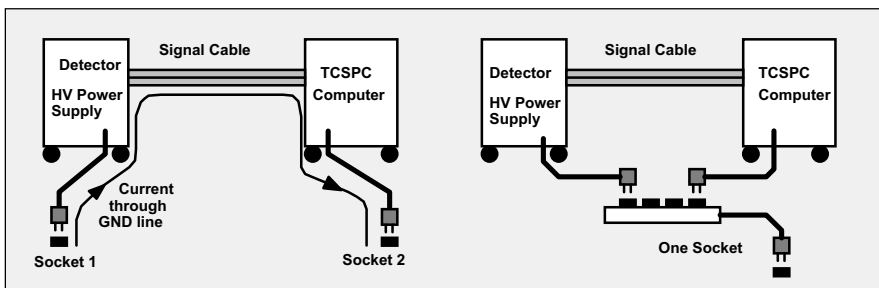 Signal Cable
Detector
HV Power
Supply
TCSPC
Computer
Current
through
GND line
Socket 1
Socket 2
Signal Cable
Detector
HV Power
Supply
TCSPC
Computer
One Socket